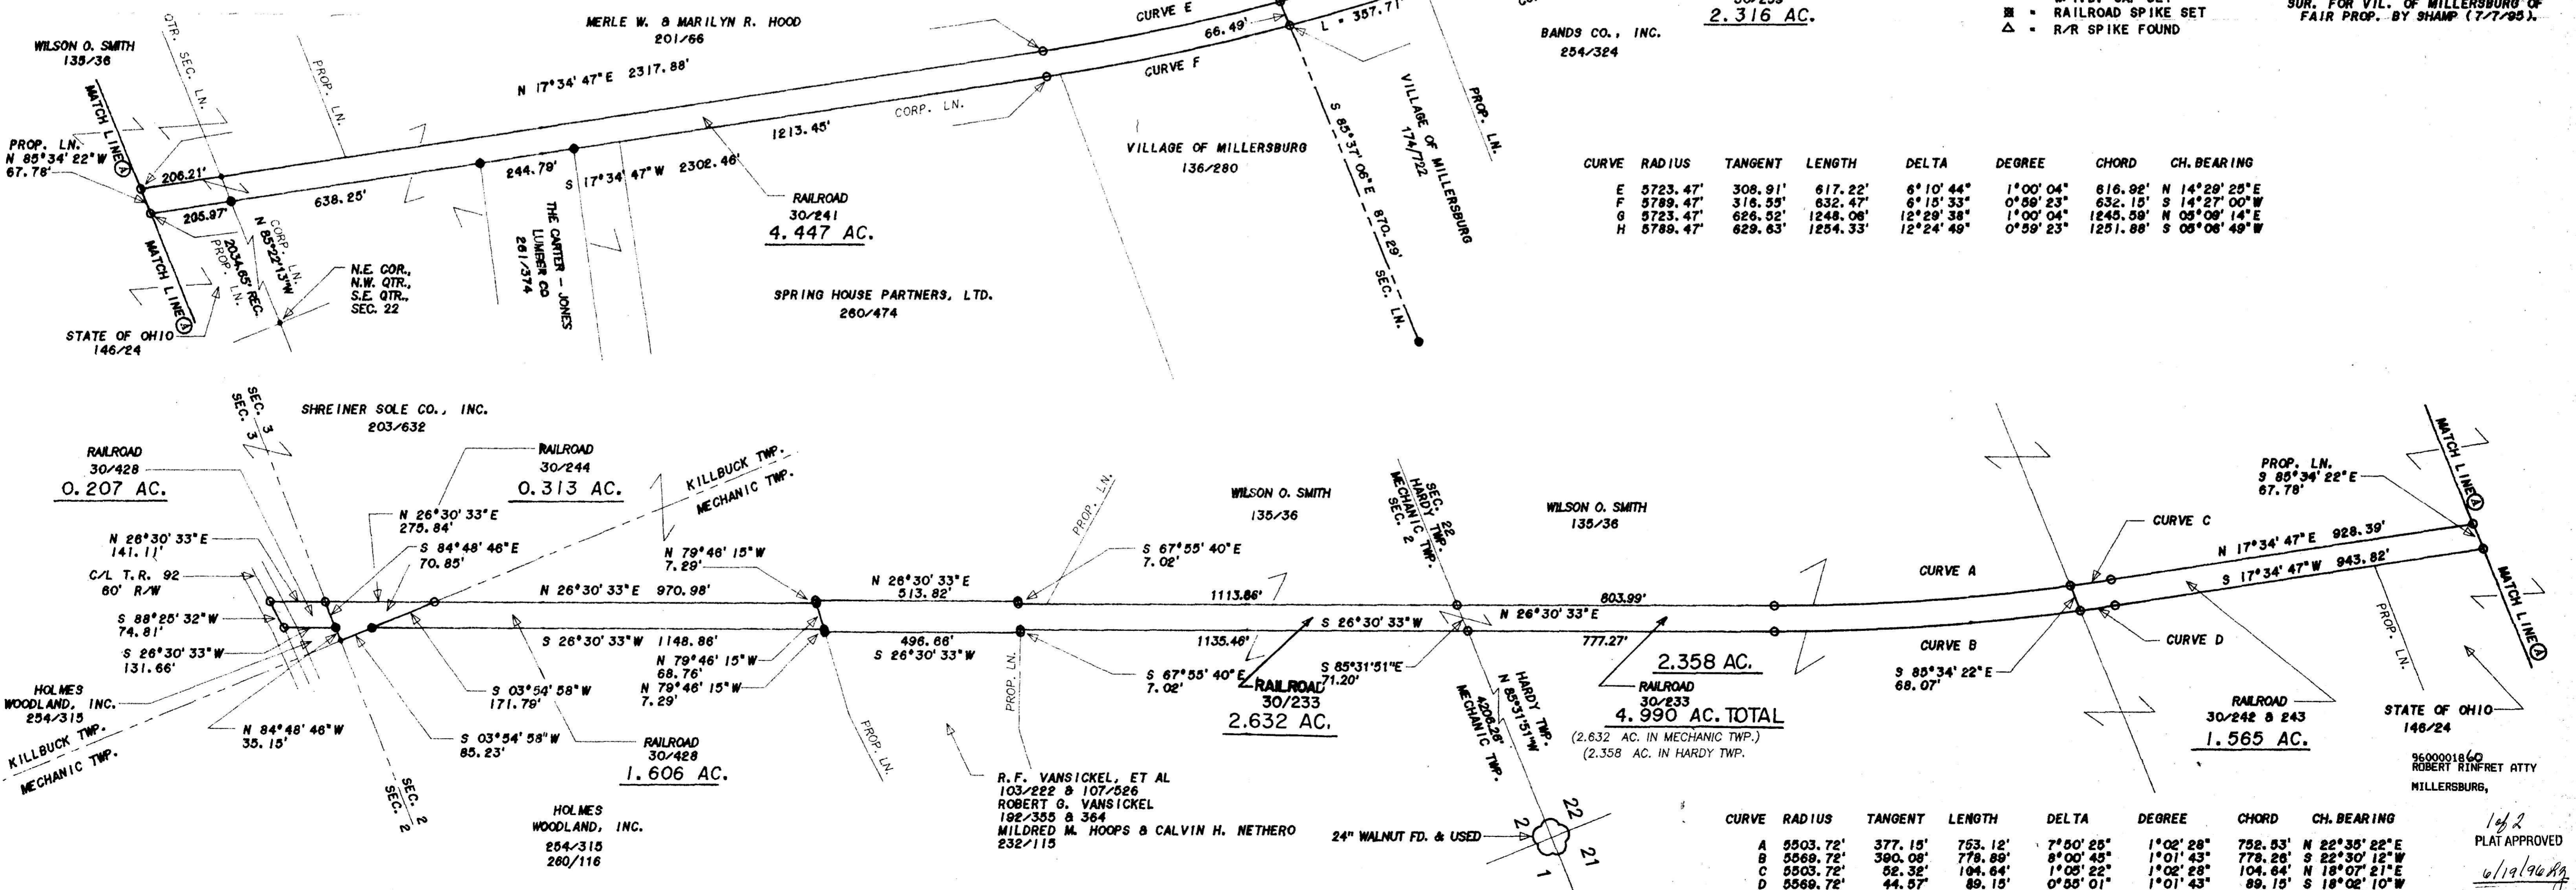 MERLE W. & MARILYN R. HOOD
201/66
CURVE E
66.49'
L = 357.71'
2.316 AC.
BANDS CO., INC.
254/324
RAILROAD SPIKE SET
R/R SPIKE FOUND
SUR. FOR VIL. OF MILLERSBURG OF
FAIR PROP. BY SHAMP (7/7/95).
WILSON O. SMITH
135/36
QTR. SEC. LN.
PROP. LN.
MATCH LINE A
N 17°34'47"E 2317.88'
CURVE F
CORP. LN.
1213.45'
PROP. LN.
N 85°34'22"W
67.78'
206.21'
205.97'
638.25'
244.79'
S 17°34'47"W 2302.46'
RAILROAD
30/241
4.447 AC.
VILLAGE OF MILLERSBURG
136/280
S 85°37'06"E 870.29'
SEC. LN.
VILLAGE OF MILLERSBURG
174/722
PROP. LN.
MATCH LINE A
CORP. LN.
N 85°22'13"W
2034.65' REC.
PROP. LN.
N.E. COR.,
N.W. QTR.,
S.E. QTR.,
SEC. 22
THE CARTER - JONES
LUMBER CO
261/374
SPRING HOUSE PARTNERS, LTD.
260/474
STATE OF OHIO
146/24
CURVE RADIUS TANGENT LENGTH DELTA DEGREE CHORD CH. BEARING
E 5723.47' 308.91' 617.22' 6°10'44" 1°00'04" 616.92' N 14°29'25"E
F 5789.47' 316.55' 632.47' 6°15'33" 0°59'23" 632.15' S 14°27'00"W
G 5723.47' 626.52' 1248.06' 12°29'38" 1°00'04" 1245.59' N 05°09'14"E
H 5789.47' 629.63' 1254.33' 12°24'49" 0°59'23" 1251.88' S 05°06'49"W
SEC. 3
SEC. 3
SHREINER SOLE CO., INC.
203/632
RAILROAD
30/428
0.207 AC.
RAILROAD
30/244
0.313 AC.
KILLBUCK TWP.
MECHANIC TWP.
N 26°30'33"E
275.84'
N 26°30'33"E
141.11'
S 84°48'46"E
70.85'
C/L T.R. 92
60' R/W
S 88°25'32"W
74.81'
S 26°30'33"W
131.66'
HOLMES
WOODLAND, INC.
254/315
KILLBUCK TWP.
MECHANIC TWP.
N 84°48'46"W
35.15'
S 03°54'58"W
85.23'
S 03°54'58"W
171.79'
SEC. 2
SEC. 2
N 26°30'33"E 970.98'
S 26°30'33"W 1148.86'
RAILROAD
30/428
1.606 AC.
HOLMES
WOODLAND, INC.
254/315
260/116
N 79°46'15"W
7.29'
N 79°46'15"W
68.76'
N 79°46'15"W
7.29'
N 26°30'33"E
513.82'
496.66'
S 26°30'33"W
PROP. LN.
PROP. LN.
PROP. LN.
S 67°55'40"E
7.02'
S 67°55'40"E
7.02'
R.F. VANSICKEL, ET AL
103/222 & 107/526
ROBERT G. VANSICKEL
192/355 & 364
MILDRED M. HOOPS & CALVIN H. NETHERO
232/115
WILSON O. SMITH
135/36
1113.86'
1135.46'
S 26°30'33"W
RAILROAD
30/233
2.632 AC.
SEC. 22
HARDY TWP.
MECHANIC TWP.
SEC. 2
S 85°31'51"E
71.20'
HARDY TWP.
N 85°31'51"W
4206.26'
MECHANIC TWP.
24" WALNUT FD. & USED
2 22
1 21
WILSON O. SMITH
135/36
803.99'
N 26°30'33"E
777.27'
2.358 AC.
RAILROAD
30/233
4.990 AC. TOTAL
(2.632 AC. IN MECHANIC TWP.)
(2.358 AC. IN HARDY TWP.
CURVE A
CURVE B
S 85°34'22"E
68.07'
CURVE C
CURVE D
N 17°34'47"E 928.39'
S 17°34'47"W 943.82'
PROP. LN.
S 85°34'22"E
67.78'
MATCH LINE A
MATCH LINE A
PROP. LN.
RAILROAD
30/242 & 243
1.565 AC.
STATE OF OHIO
146/24
9600001860
ROBERT RINFRET ATTY
MILLERSBURG,
CURVE RADIUS TANGENT LENGTH DELTA DEGREE CHORD CH. BEARING
A 5503.72' 377.15' 753.12' 7°50'25" 1°02'28" 752.53' N 22°35'22"E
B 5569.72' 390.08' 778.89' 8°00'45" 1°01'43" 778.26' S 22°30'12"W
C 5503.72' 52.32' 104.64' 1°05'22" 1°02'28" 104.64' N 18°07'21"E
D 5569.72' 44.57' 89.15' 0°55'01" 1°01'43" 89.15' S 18°02'10"W
1 of 2
PLAT APPROVED
6/19/96